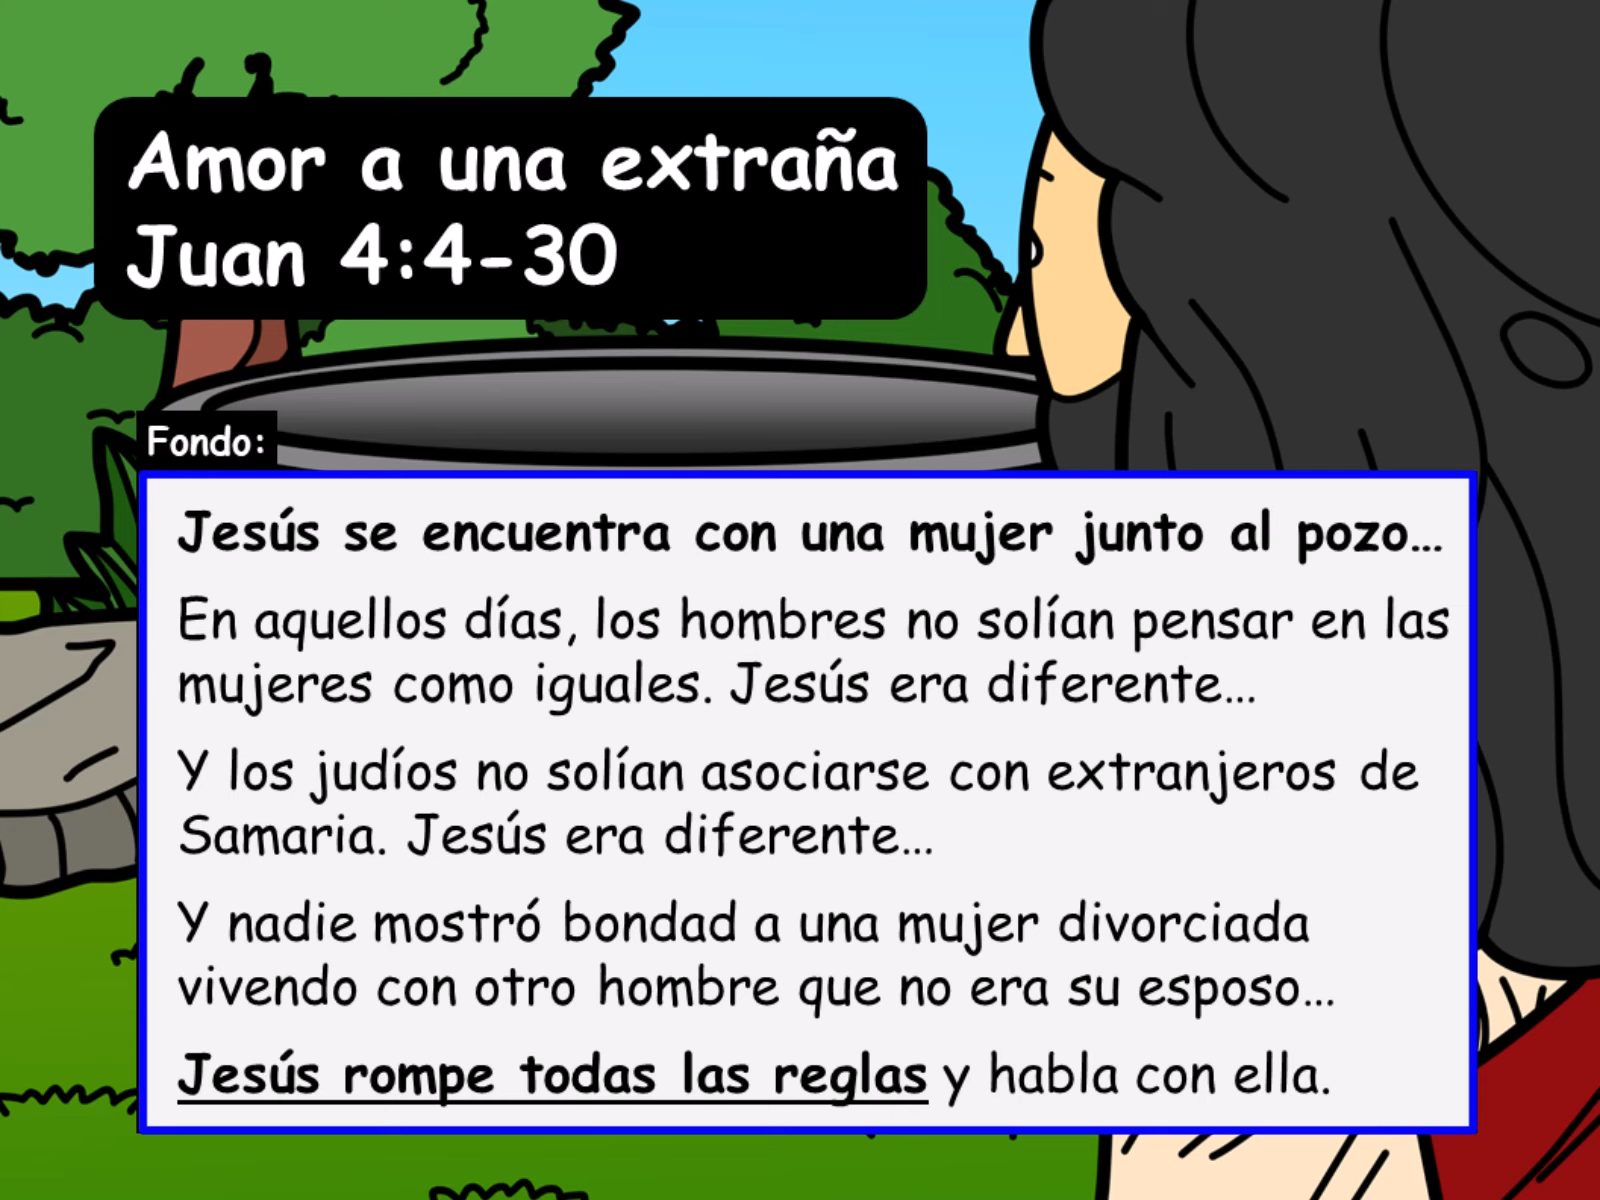 Amor a una extraña
Juan 4:4-30
Fondo:
Jesús se encuentra con una mujer junto al pozo...
En aquellos días, los hombres no solían pensar en las
mujeres como iguales. Jesús era diferente...
Y los judíos no solían asociarse con extranjeros de
Samaria. Jesús era diferente...
Y nadie mostró bondad a una mujer divorciada
vivendo con otro hombre que no era su esposo...
Jesús rompe todas las reglas y habla con ella.